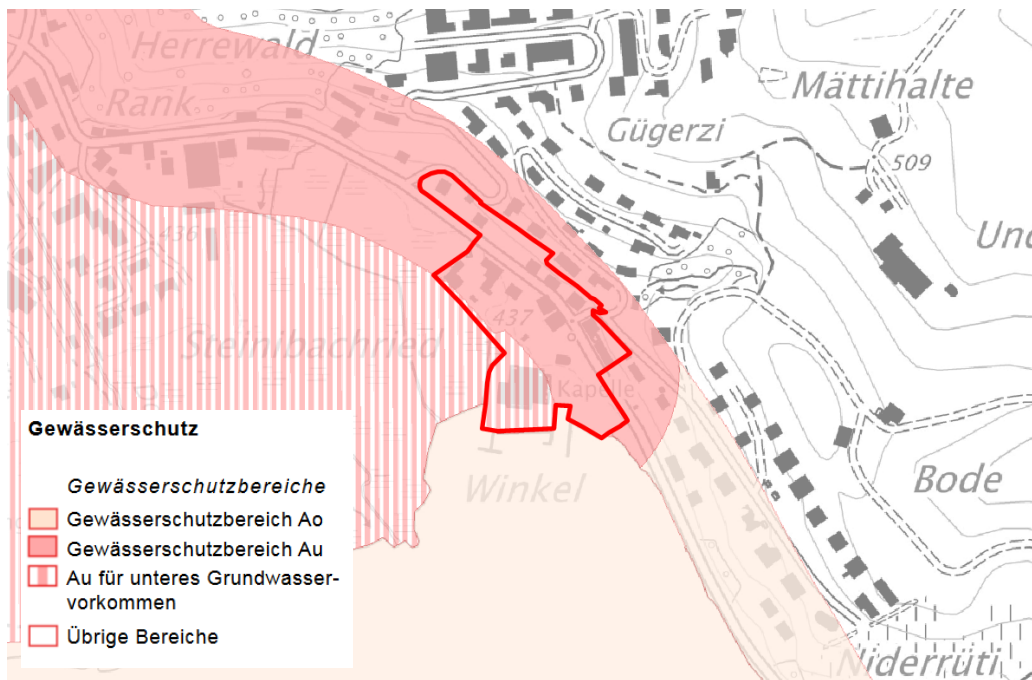 Herrewald
Rank
Mättihalte
Gügerzi
509
Und
436
437
Steinibachried
Kapelle
Winkel
Bode
Niderrüti
Gewässerschutz
Gewässerschutzbereiche
Gewässerschutzbereich Ao
Gewässerschutzbereich Au
Au für unteres Grundwasser-
vorkommen
Übrige Bereiche